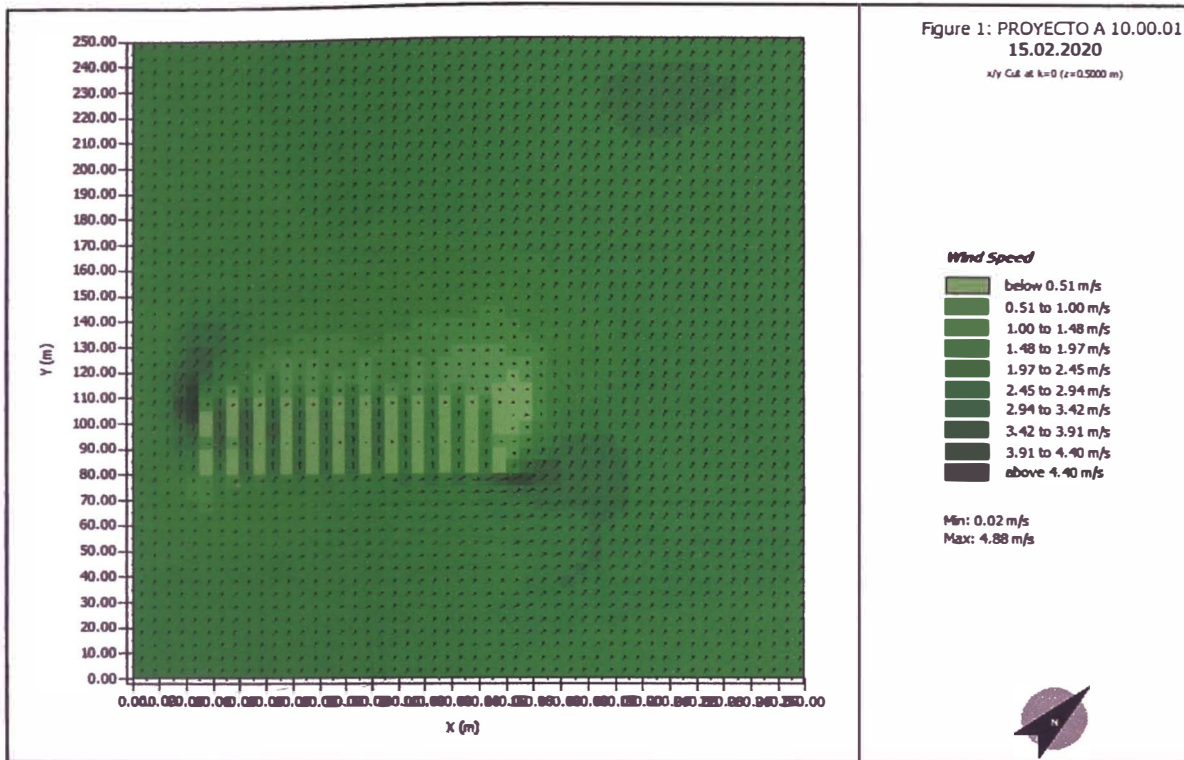 Figure 1: PROYECTO A 10.00.01
15.02.2020
x/y Cut at k=0 (z=0.5000 m)
250.00
240.00
230.00
220.00
210.00
200.00
190.00
180.00
170.00
160.00
150.00
140.00
130.00
120.00
110.00
100.00
90.00
80.00
70.00
60.00
50.00
40.00
30.00
20.00
10.00
0.00
Y (m)
X (m)
Wind Speed
below 0.51 m/s
0.51 to 1.00 m/s
1.00 to 1.48 m/s
1.48 to 1.97 m/s
1.97 to 2.45 m/s
2.45 to 2.94 m/s
2.94 to 3.42 m/s
3.42 to 3.91 m/s
3.91 to 4.40 m/s
above 4.40 m/s
Min: 0.02 m/s
Max: 4.88 m/s
N